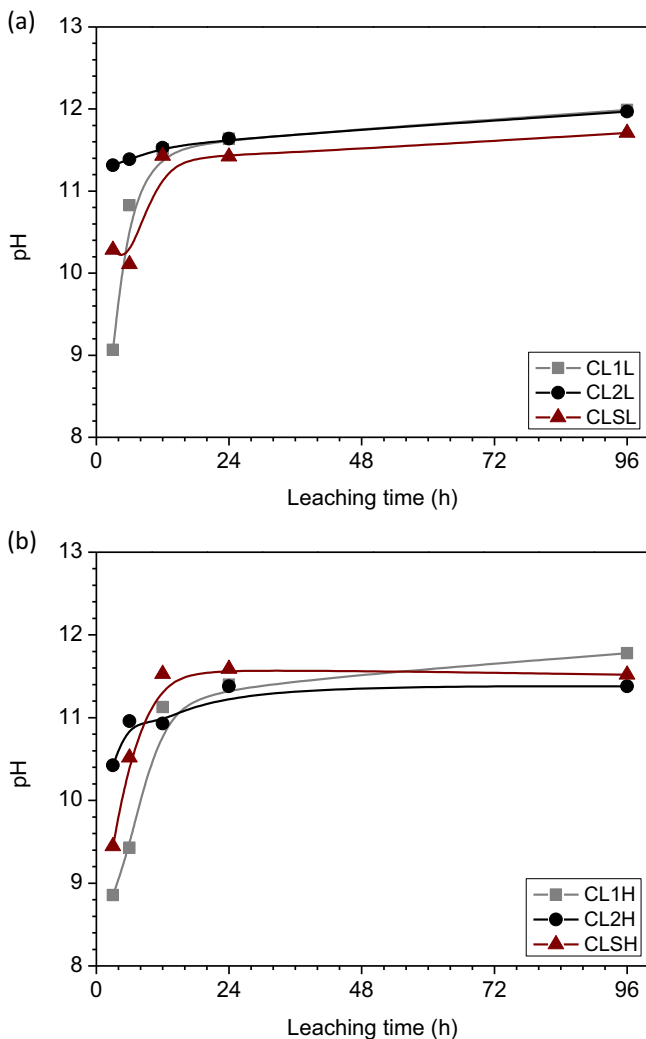 (a)
13
12
11
10
9
8
pH
CL1L
CL2L
CLSL
0 24 48 72 96
Leaching time (h)
(b)
13
12
11
10
9
8
pH
CL1H
CL2H
CLSH
0 24 48 72 96
Leaching time (h)